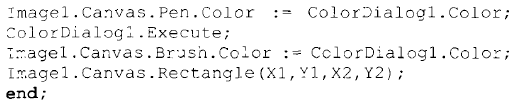 Image1.Canvas.Pen.Color := ColorDialog1.Color;
ColorDialog1.Execute;
Image1.Canvas.Brush.Color := ColorDialog1.Color;
Image1.Canvas.Rectangle(X1,Y1,X2,Y2);
end;